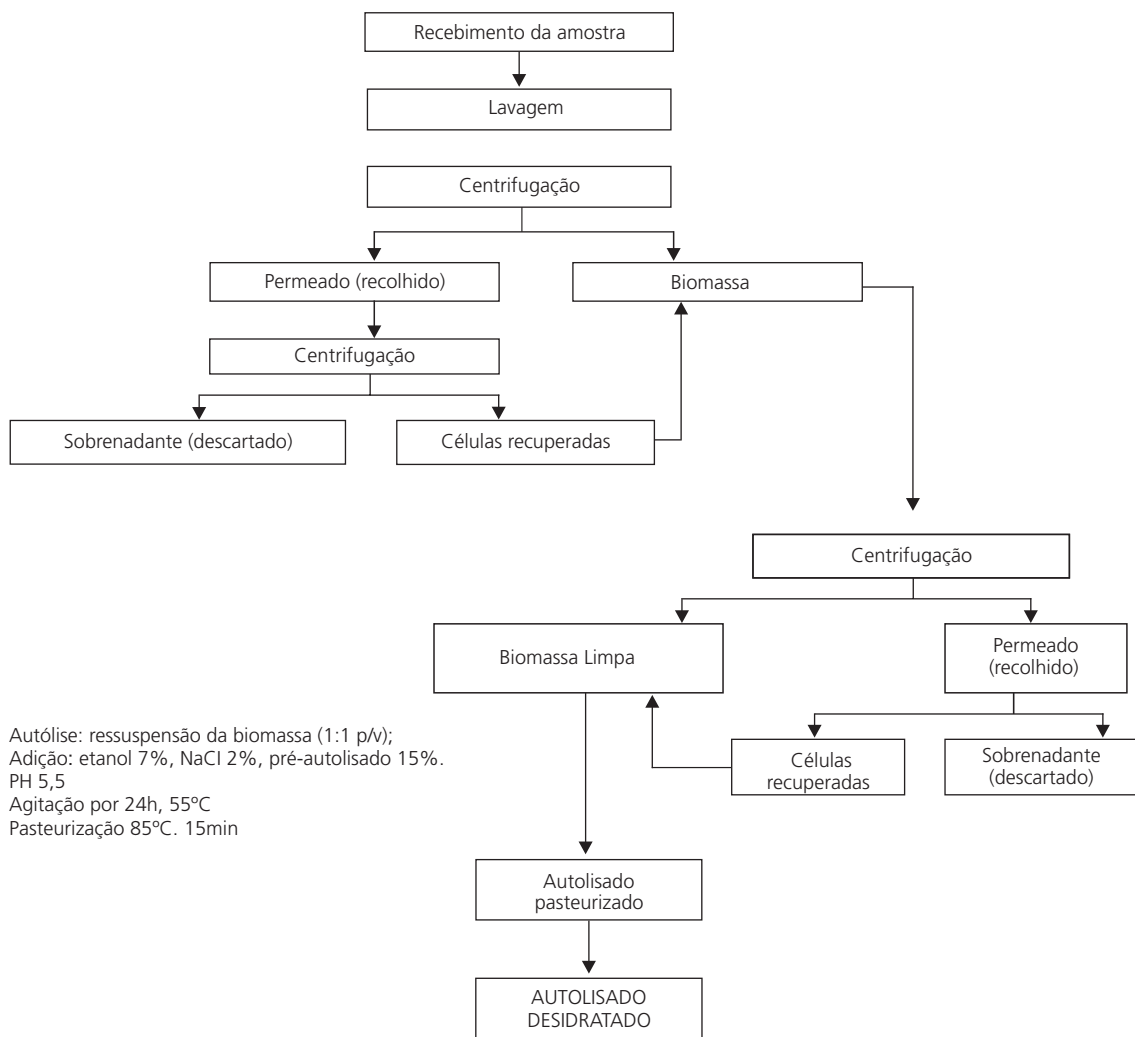 Recebimento da amostra
Lavagem
Centrifugação
Permeado (recolhido)
Biomassa
Centrifugação
Sobrenadante (descartado)
Células recuperadas
Centrifugação
Biomassa Limpa
Permeado
(recolhido)
Autólise: ressuspensão da biomassa (1:1 p/v);
Adição: etanol 7%, NaCI 2%, pré-autolisado 15%.
PH 5,5
Agitação por 24h, 55ºC
Pasteurização 85ºC. 15min
Células
recuperadas
Sobrenadante
(descartado)
Autolisado
pasteurizado
AUTOLISADO
DESIDRATADO